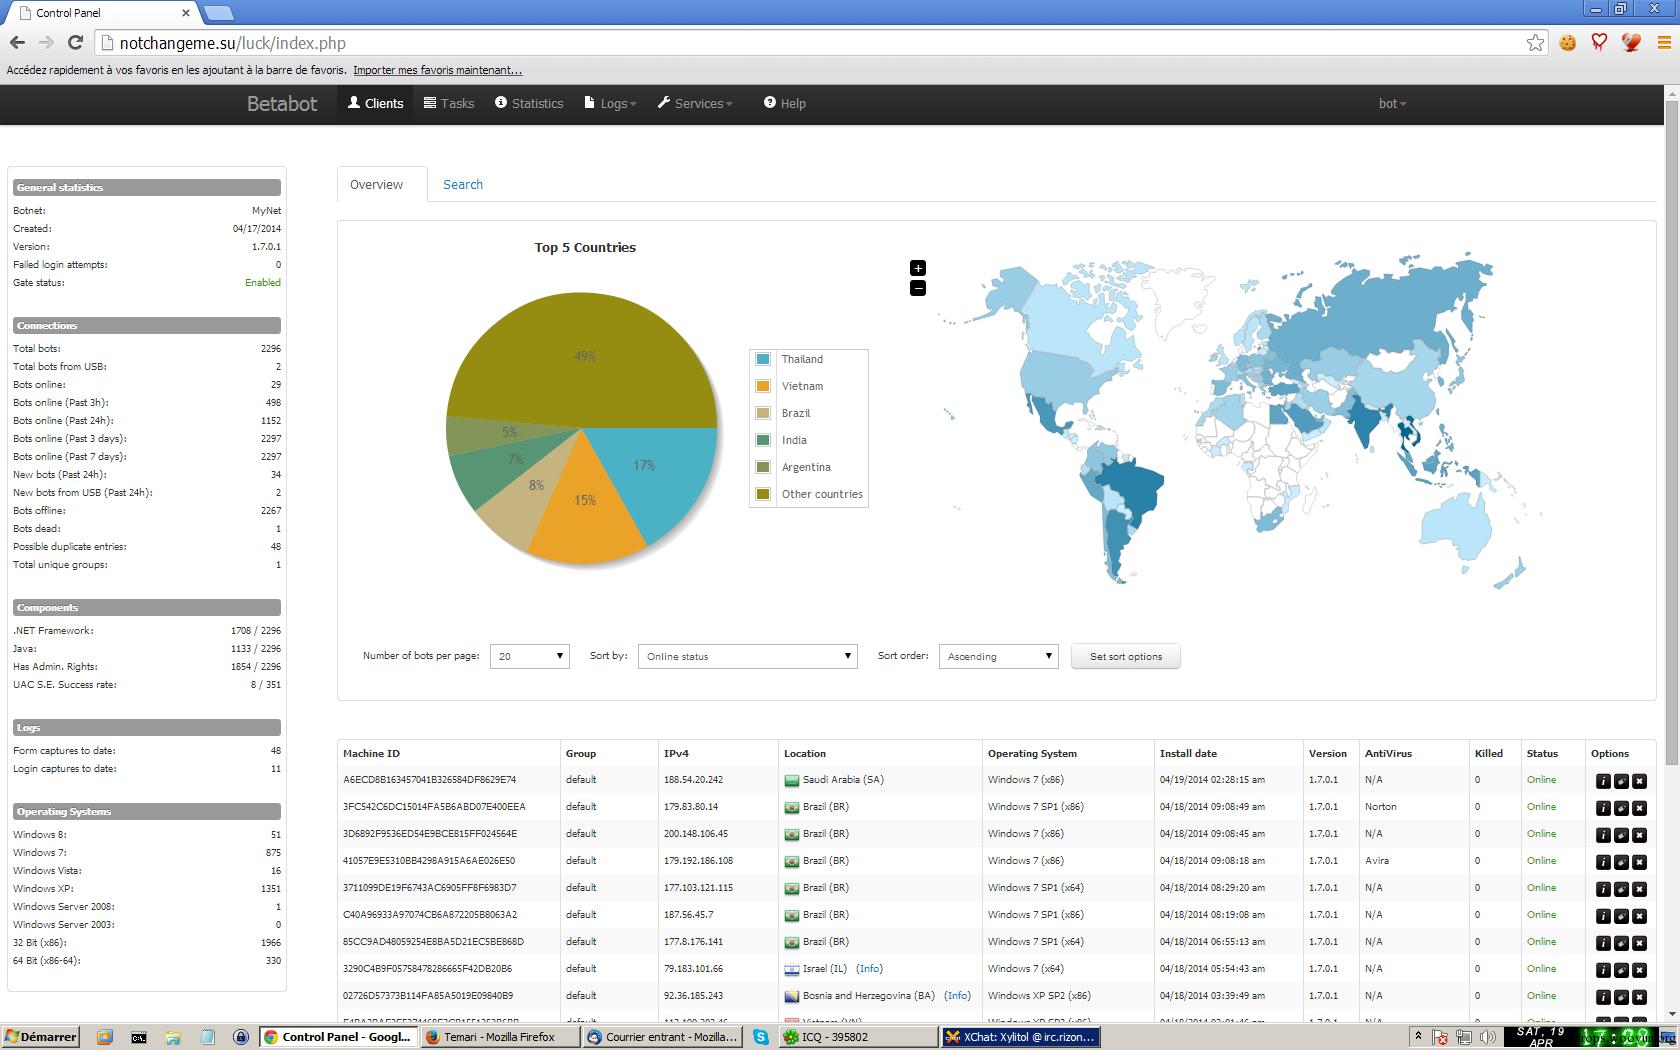 Control Panel
notchangeme.su/luck/index.php
Accédez rapidement à vos favoris en les ajoutant à la barre de favoris. Importer mes favoris maintenant...
Betabot Clients Tasks Statistics Logs Services Help bot
General statistics
Botnet: MyNet
Created: 04/17/2014
Version: 1.7.0.1
Failed login attempts: 0
Gate status: Enabled
Connections
Total bots: 2296
Total bots from USB: 2
Bots online: 29
Bots online (Past 3h): 498
Bots online (Past 24h): 1152
Bots online (Past 3 days): 2297
Bots online (Past 7 days): 2297
New bots (Past 24h): 34
New bots from USB (Past 24h): 2
Bots offline: 2267
Bots dead: 1
Possible duplicate entries: 48
Total unique groups: 1
Components
.NET Framework: 1708 / 2296
Java: 1133 / 2296
Has Admin. Rights: 1854 / 2296
UAC S.E. Success rate: 8 / 351
Logs
Form captures to date: 48
Login captures to date: 11
Operating Systems
Windows 8: 51
Windows 7: 875
Windows Vista: 16
Windows XP: 1351
Windows Server 2008: 1
Windows Server 2003: 0
32 Bit (x86): 1966
64 Bit (x86-64): 330
Overview Search
Top 5 Countries
49%
5%
7%
8%
15%
17%
Thailand
Vietnam
Brazil
India
Argentina
Other countries
+
−
Number of bots per page: 20 Sort by: Online status Sort order: Ascending Set sort options
Machine ID Group IPv4 Location Operating System Install date Version AntiVirus Killed Status Options
A6ECD8B163457041B326584DF8629E74 default 188.54.20.242 Saudi Arabia (SA) Windows 7 (x86) 04/19/2014 02:28:15 am 1.7.0.1 N/A 0 Online
3FC542C6DC15014FA5B6ABD07E400EEA default 179.83.80.14 Brazil (BR) Windows 7 SP1 (x86) 04/18/2014 09:08:49 am 1.7.0.1 Norton 0 Online
3D6892F9536ED54E9BCE815FF024564E default 200.148.106.45 Brazil (BR) Windows 7 (x86) 04/18/2014 09:08:45 am 1.7.0.1 N/A 0 Online
41057E9E5310BB4298A915A6AE026E50 default 179.192.186.108 Brazil (BR) Windows 7 (x86) 04/18/2014 09:08:18 am 1.7.0.1 Avira 0 Online
3711099DE19F6743AC6905FF8F6983D7 default 177.103.121.115 Brazil (BR) Windows 7 SP1 (x64) 04/18/2014 08:29:20 am 1.7.0.1 N/A 0 Online
C40A96933A97074CB6A872205B8063A2 default 187.56.45.7 Brazil (BR) Windows 7 SP1 (x86) 04/18/2014 08:19:08 am 1.7.0.1 N/A 0 Online
85CC9AD48059254E8BA5D21EC5BE868D default 177.8.176.141 Brazil (BR) Windows 7 SP1 (x64) 04/18/2014 06:55:13 am 1.7.0.1 N/A 0 Online
3290C4B9F05758478286665F42DB20B6 default 79.183.101.66 Israel (IL) (Info) Windows 7 (x64) 04/18/2014 05:54:43 am 1.7.0.1 N/A 0 Online
02726D57373B114FA85A5019E09840B9 default 92.36.185.243 Bosnia and Herzegovina (BA) (Info) Windows XP SP2 (x86) 04/18/2014 03:39:49 am 1.7.0.1 N/A 0 Online
Démarrer Control Panel - Googl... Temari - Mozilla Firefox Courrier entrant - Mozilla... ICQ - 395802 XChat: Xylitol @ irc.rizon...
SAT, 19
APR